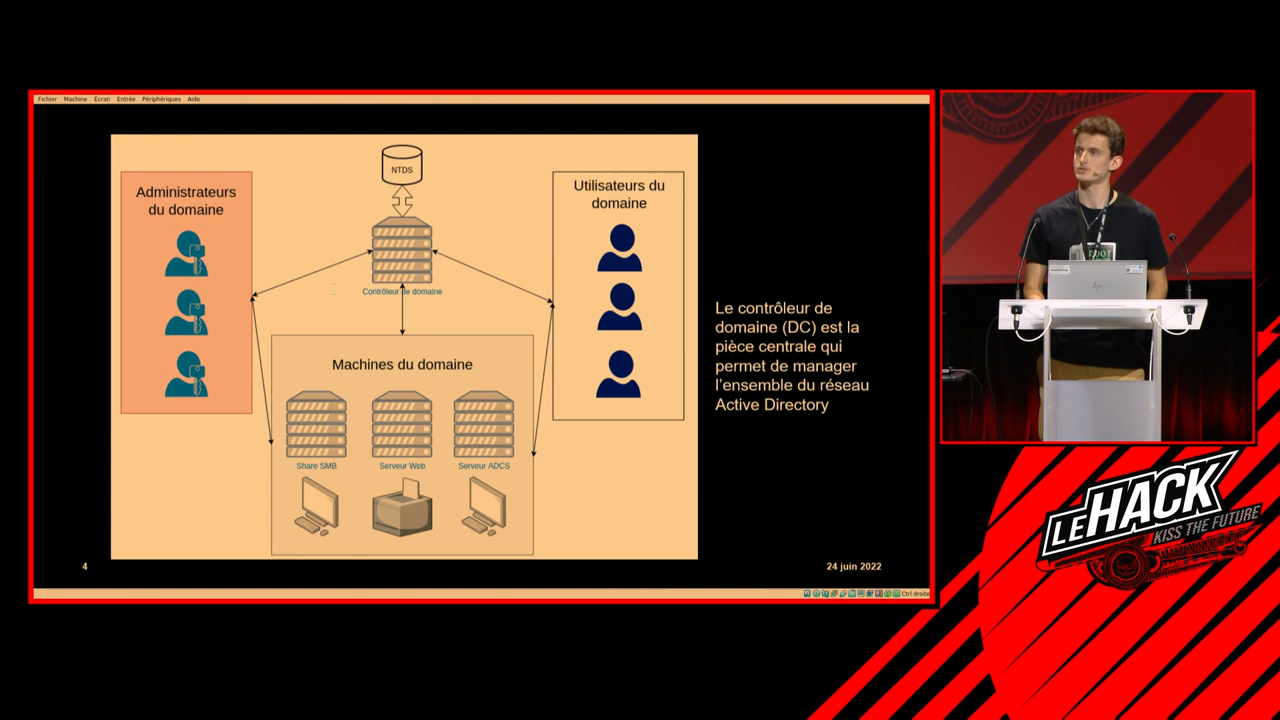 Fichier Machine Écran Entrée Périphériques Aide
NTDS
Administrateurs
du domaine
Utilisateurs du
domaine
Contrôleur de domaine
Machines du domaine
Share SMB
Serveur Web
Serveur ADCS
Le contrôleur de
domaine (DC) est la
pièce centrale qui
permet de manager
l'ensemble du réseau
Active Directory
4
24 juin 2022
Ctrl droite
hp
LEHACK
KISS THE FUTURE